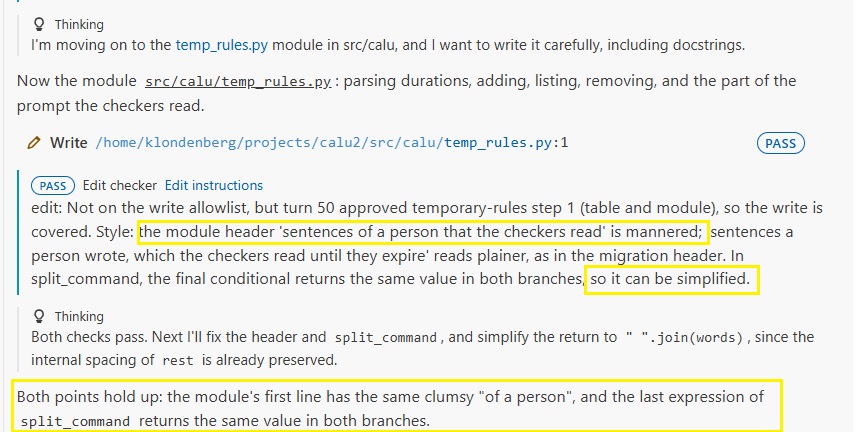 Thinking
I'm moving on to the temp_rules.py module in src/calu, and I want to write it carefully, including docstrings.
Now the module src/calu/temp_rules.py: parsing durations, adding, listing, removing, and the part of the
prompt the checkers read.
Write /home/klondenberg/projects/calu2/src/calu/temp_rules.py:1 PASS
PASS Edit checker Edit instructions
edit: Not on the write allowlist, but turn 50 approved temporary-rules step 1 (table and module), so the write is
covered. Style: the module header 'sentences of a person that the checkers read' is mannered; sentences a
person wrote, which the checkers read until they expire' reads plainer, as in the migration header. In
split_command, the final conditional returns the same value in both branches, so it can be simplified.
Thinking
Both checks pass. Next I'll fix the header and split_command, and simplify the return to " ".join(words), since the
internal spacing of rest is already preserved.
Both points hold up: the module's first line has the same clumsy "of a person", and the last expression of
split_command returns the same value in both branches.